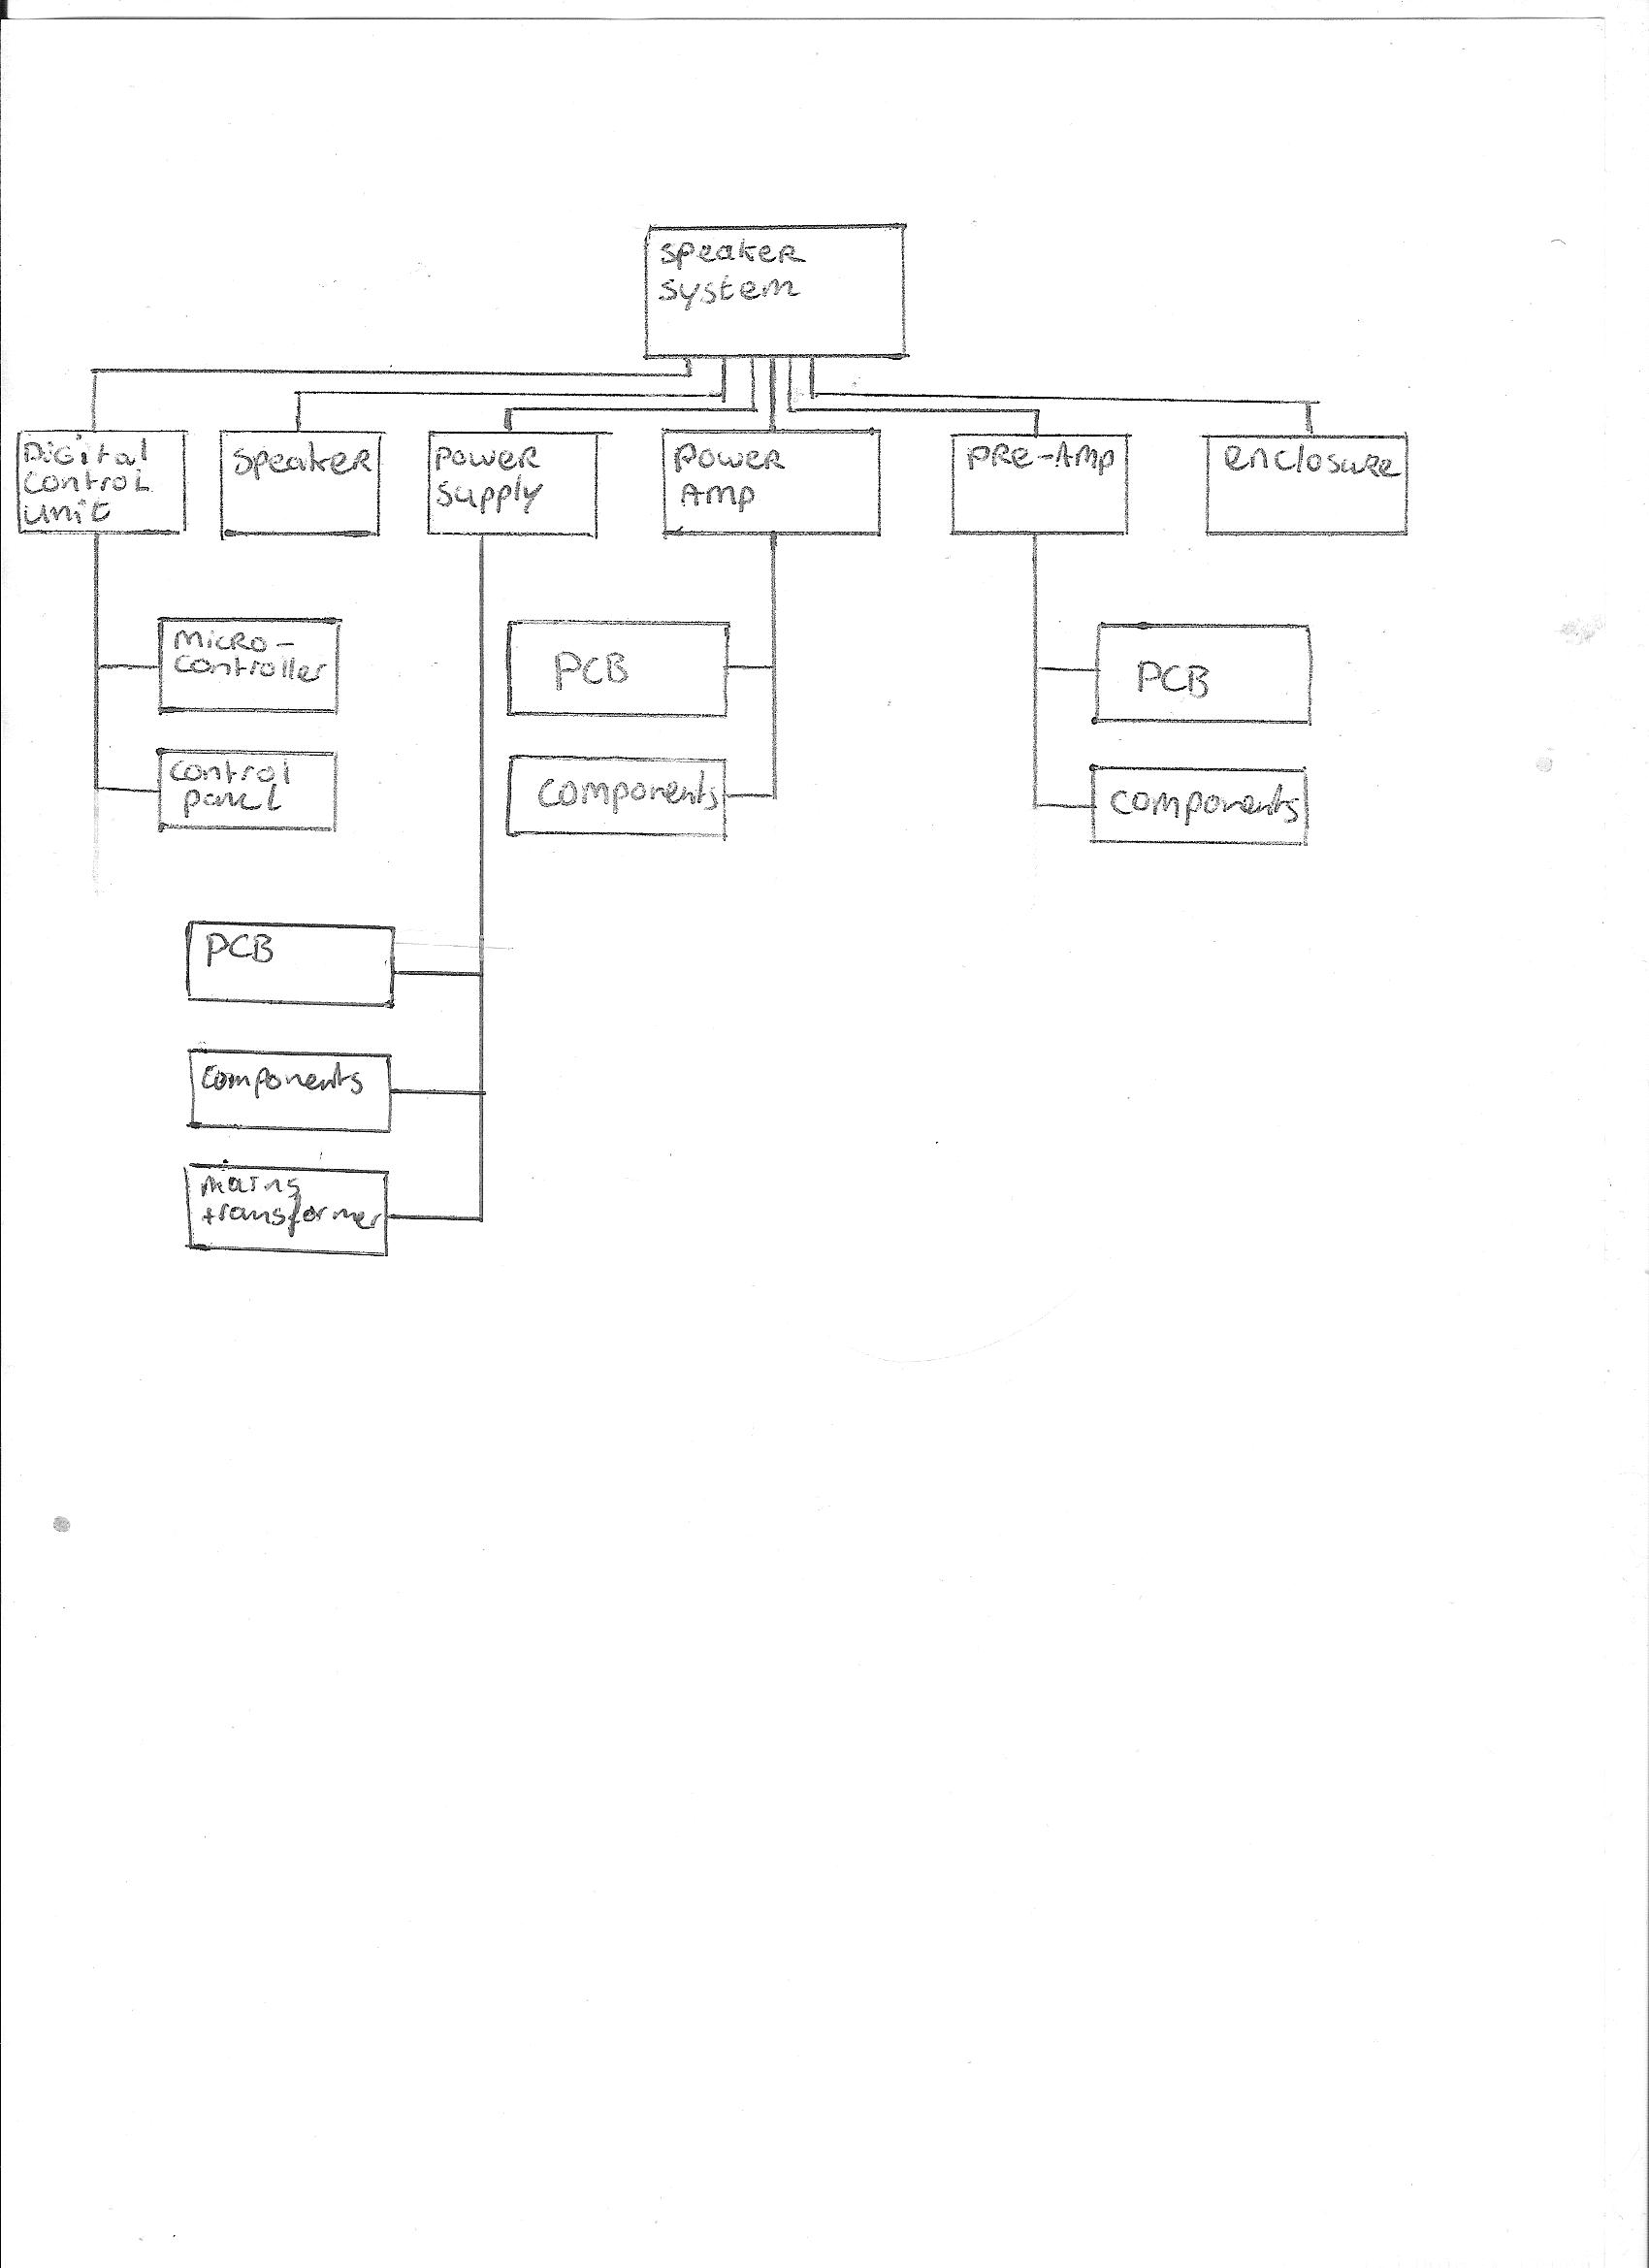 Speaker
System
Digital
Control
unit
Speaker
Power
Supply
Power
Amp
PRe-Amp
enclosure
Micro-
Controller
Control
panel
PCB
Components
PCB
Components
PCB
Components
Mains
transformer